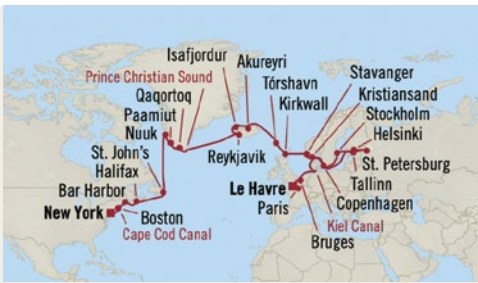 Isafjordur
Akureyri
Prince Christian Sound
Stavanger
Tórshavn
Kristiansand
Qaqortoq
Kirkwall
Stockholm
Paamiut
Helsinki
Nuuk
St. John's
Reykjavik
St. Petersburg
Halifax
Le Havre
Tallinn
Bar Harbor
Copenhagen
Paris
New York
Boston
Kiel Canal
Cape Cod Canal
Bruges